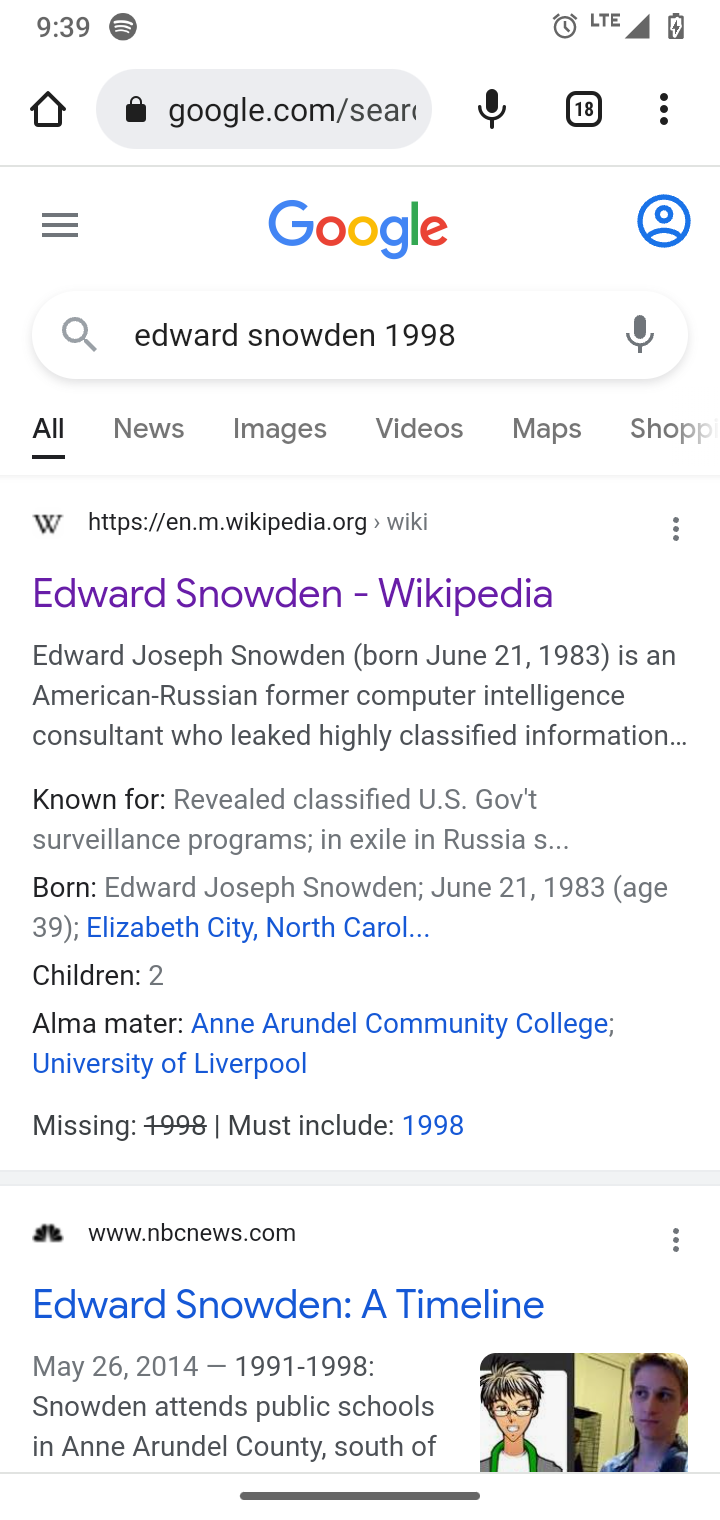 9:39 LTE
google.com/sear
18
Google
edward snowden 1998
All News Images Videos Maps Shoppi
W https://en.m.wikipedia.org › wiki
Edward Snowden - Wikipedia
Edward Joseph Snowden (born June 21, 1983) is an
American-Russian former computer intelligence
consultant who leaked highly classified information...
Known for: Revealed classified U.S. Gov't
surveillance programs; in exile in Russia s...
Born: Edward Joseph Snowden; June 21, 1983 (age
39); Elizabeth City, North Carol...
Children: 2
Alma mater: Anne Arundel Community College;
University of Liverpool
Missing: 1998 | Must include: 1998
www.nbcnews.com
Edward Snowden: A Timeline
May 26, 2014 — 1991-1998:
Snowden attends public schools
in Anne Arundel County, south of